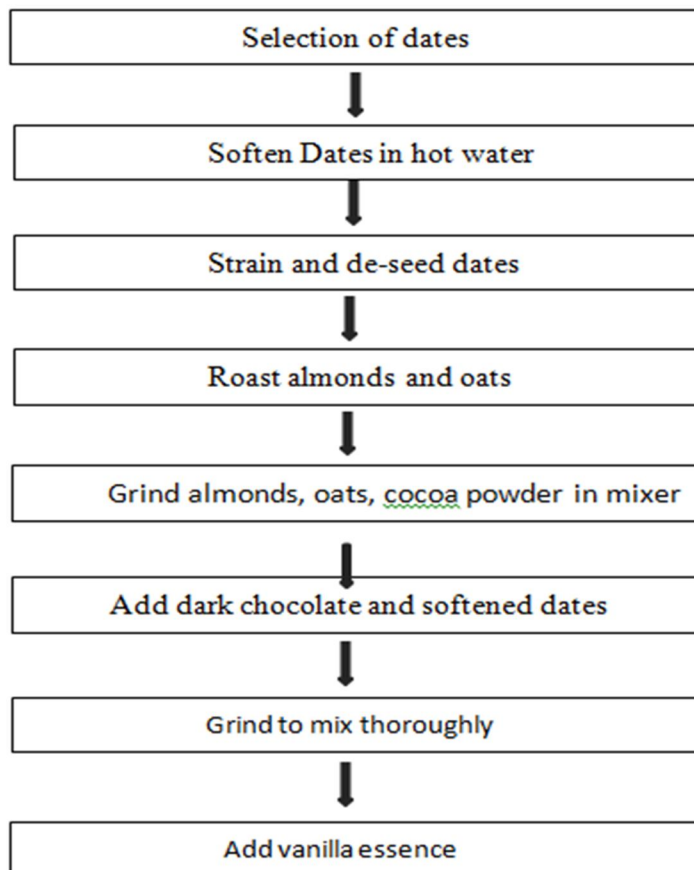 Selection of dates
Soften Dates in hot water
Strain and de-seed dates
Roast almonds and oats
Grind almonds, oats, cocoa powder in mixer
Add dark chocolate and softened dates
Grind to mix thoroughly
Add vanilla essence